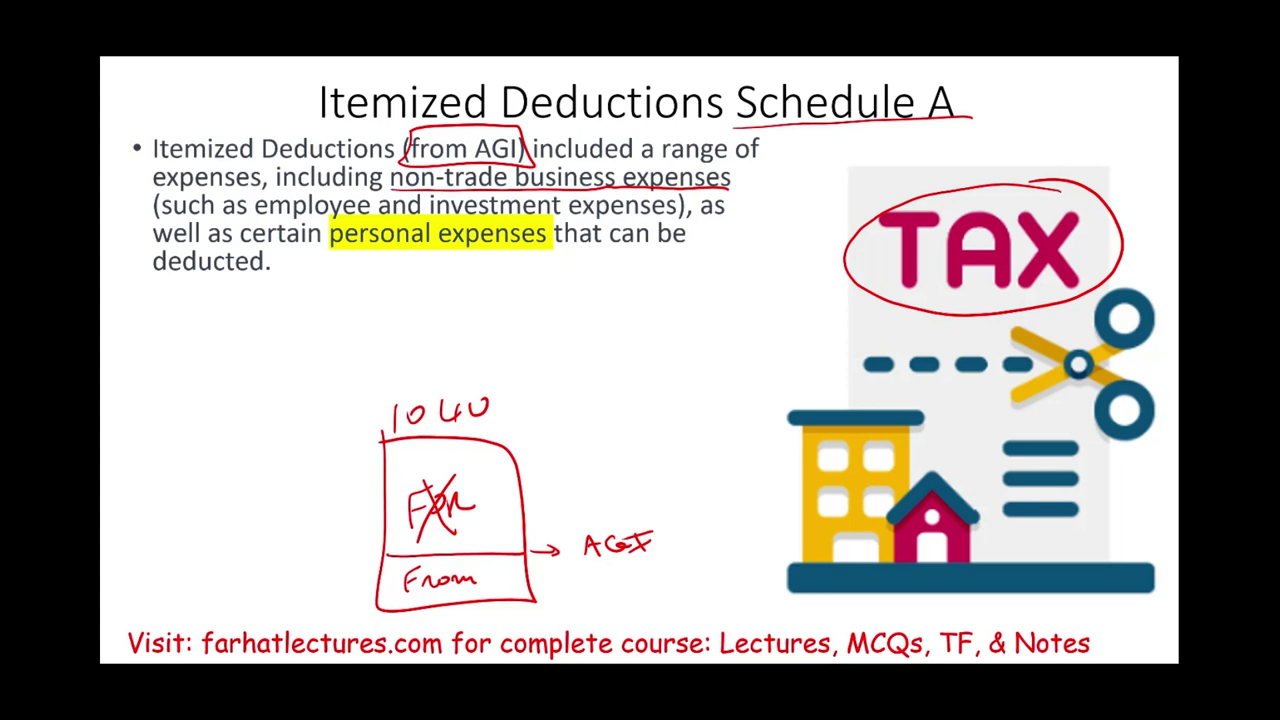 Itemized Deductions Schedule A
• Itemized Deductions (from AGI) included a range of
expenses, including non-trade business expenses
(such as employee and investment expenses), as
well as certain personal expenses that can be
deducted.
TAX
1040
For
AGI
From
Visit: farhatlectures.com for complete course: Lectures, MCQs, TF, & Notes